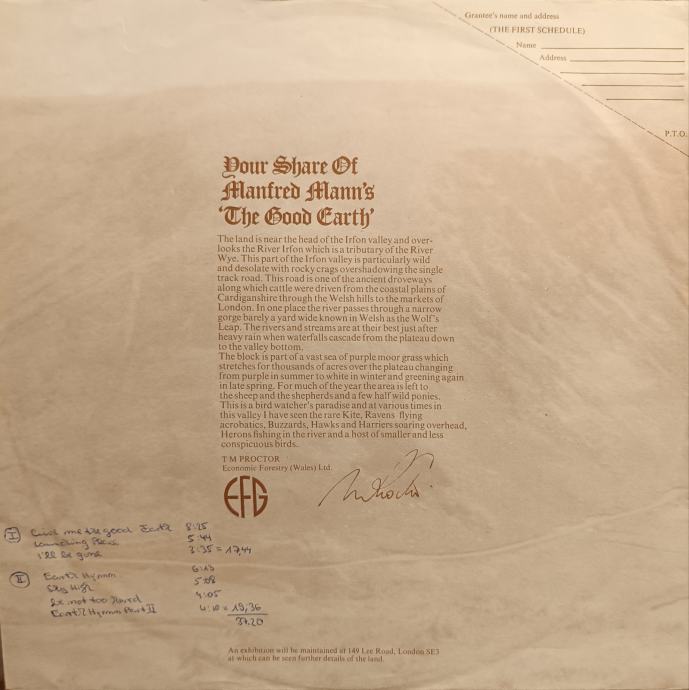 Grantee's name and address
(THE FIRST SCHEDULE)
Name
Address
P.T.O.
Your Share Of
Manfred Mann's
'The Good Earth'
The land is near the head of the Irfon valley and over-
looks the River Irfon which is a tributary of the River
Wye. This part of the Irfon valley is particularly wild
and desolate with rocky crags overshadowing the single
track road. This road is one of the ancient droveways
along which cattle were driven from the coastal plains of
Cardiganshire through the Welsh hills to the markets of
London. In one place the river passes through a narrow
gorge barely a yard wide known in Welsh as the Wolf's
Leap. The rivers and streams are at their best just after
heavy rain when waterfalls cascade from the plateau down
to the valley bottom.
The block is part of a vast sea of purple moor grass which
stretches for thousands of acres over the plateau changing
from purple in summer to white in winter and greening again
in late spring. For much of the year the area is left to
the sheep and the shepherds and a few half wild ponies.
This is a bird watcher's paradise and at various times in
this valley I have seen the rare Kite, Ravens flying
acrobatics, Buzzards, Hawks and Harriers soaring overhead,
Herons fishing in the river and a host of smaller and less
conspicuous birds.
T M PROCTOR
Economic Forestry (Wales) Ltd.
EFG
I Give me the good Earth 8:25
Launching Place 5:44
I'll be gone 3:35 = 17,44
II Earth Hymn 6:13
Sky High 5:08
Be not too Hard 4:05
Earth Hymn Part II 4:10 = 19,36
37.20
An exhibition will be maintained at 149 Lee Road, London SE3
at which can be seen further details of the land.